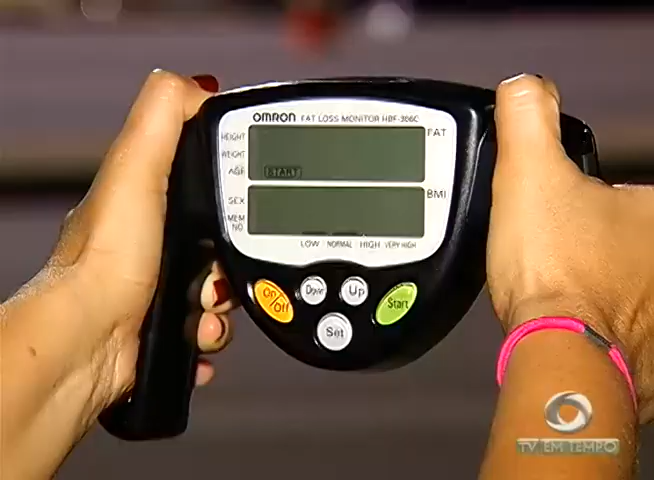 OMRON FAT LOSS MONITOR HBF-306C
HEIGHT
FAT
WEIGHT
AGE
START
SEX
BMI
MEM
NO.
LOW NORMAL HIGH VERY HIGH
On/Off
Down
Up
Start
Set
TV EM TEMPO